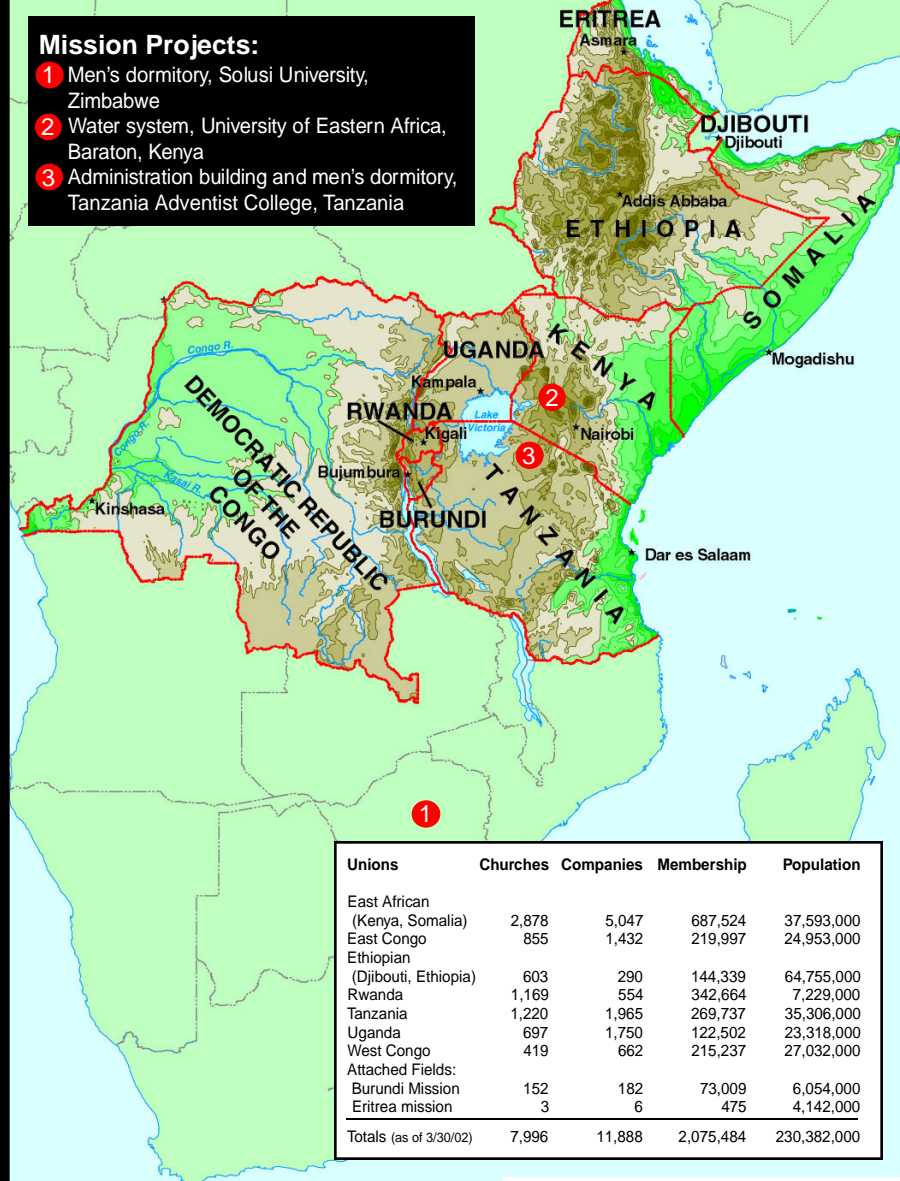 Mission Projects:
1 Men's dormitory, Solusi University,
Zimbabwe
2 Water system, University of Eastern Africa,
Baraton, Kenya
3 Administration building and men's dormitory,
Tanzania Adventist College, Tanzania
ERITREA
Asmara
DJIBOUTI
Djibouti
Addis Abbaba
ETHIOPIA
SOMALIA
Mogadishu
KENYA
UGANDA
Kampala
2
Lake
Victoria
Nairobi
RWANDA
Kigali
3
Bujumbura
BURUNDI
TANZANIA
Dar es Salaam
Congo R.
DEMOCRATIC REPUBLIC
OF THE
CONGO
Congo R.
Kasai R.
Kinshasa
1
Unions Churches Companies Membership Population
East African
(Kenya, Somalia) 2,878 5,047 687,524 37,593,000
East Congo 855 1,432 219,997 24,953,000
Ethiopian
(Djibouti, Ethiopia) 603 290 144,339 64,755,000
Rwanda 1,169 554 342,664 7,229,000
Tanzania 1,220 1,965 269,737 35,306,000
Uganda 697 1,750 122,502 23,318,000
West Congo 419 662 215,237 27,032,000
Attached Fields:
Burundi Mission 152 182 73,009 6,054,000
Eritrea mission 3 6 475 4,142,000
Totals (as of 3/30/02) 7,996 11,888 2,075,484 230,382,000